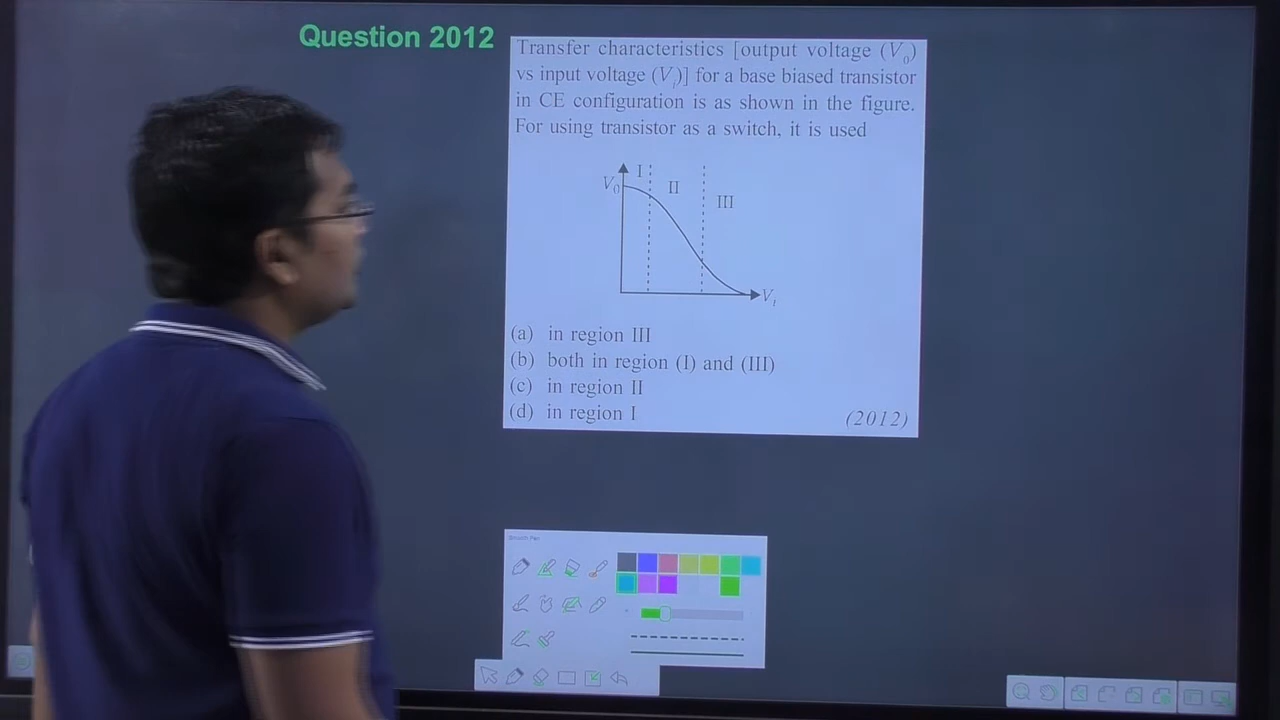 Question 2012
Transfer characteristics [output voltage (V₀)
vs input voltage (Vᵢ)] for a base biased transistor
in CE configuration is as shown in the figure.
For using transistor as a switch, it is used
I
II
III
V₀
Vᵢ
(a) in region III
(b) both in region (I) and (III)
(c) in region II
(d) in region I
(2012)